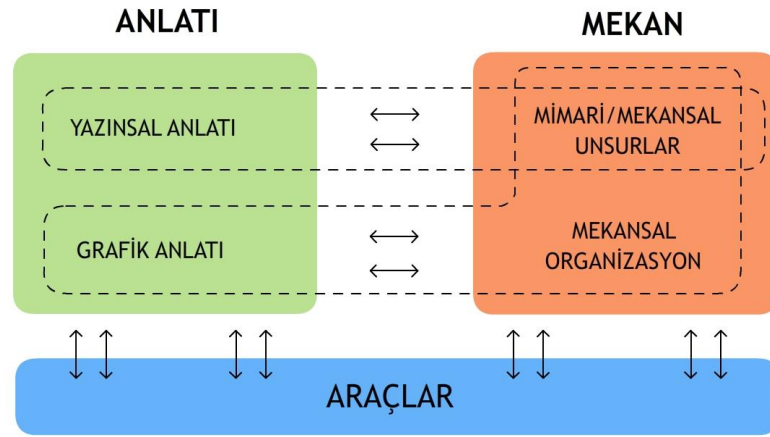 ANLATI
MEKAN
YAZINSAL ANLATI
MİMARİ/MEKANSAL
UNSURLAR
GRAFİK ANLATI
MEKANSAL
ORGANİZASYON
ARAÇLAR